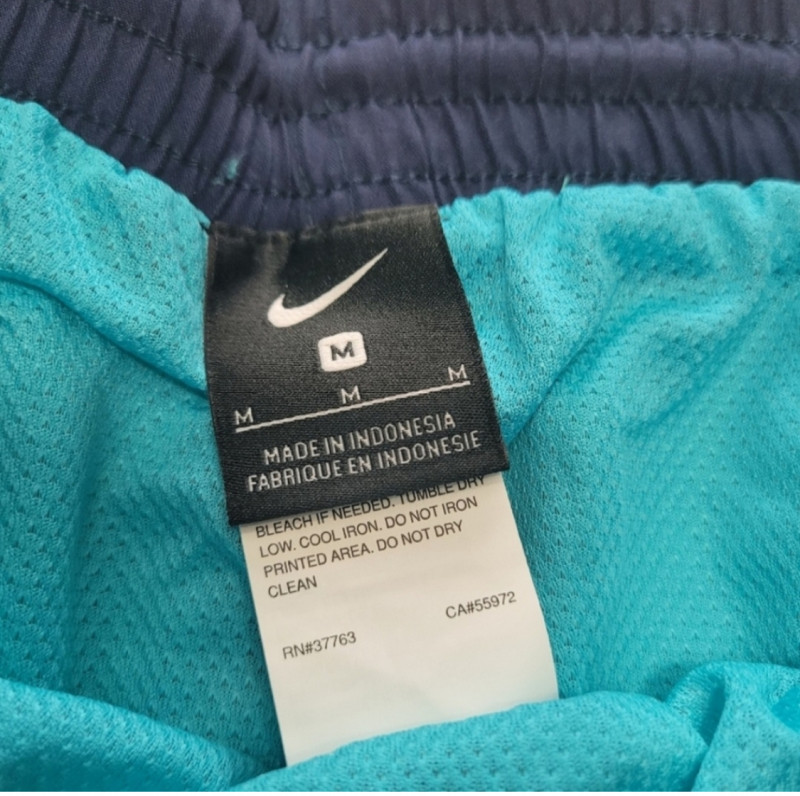 M
M M M
MADE IN INDONESIA
FABRIQUE EN INDONESIE
BLEACH IF NEEDED. TUMBLE DRY
LOW. COOL IRON. DO NOT IRON
PRINTED AREA. DO NOT DRY
CLEAN
CA#55972
RN#37763